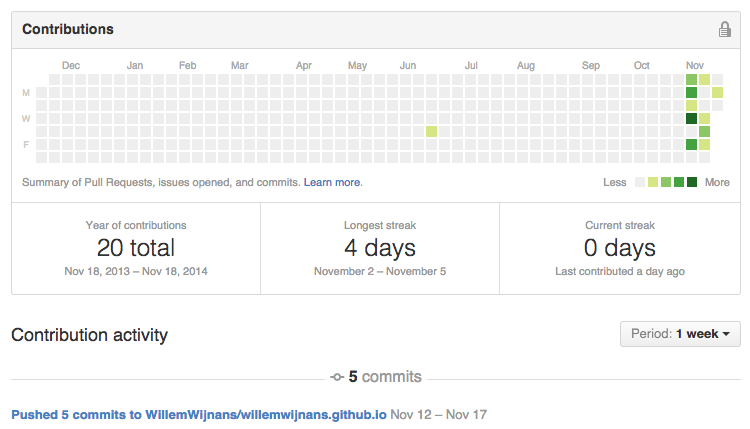 Contributions
Dec Jan Feb Mar Apr May Jun Jul Aug Sep Oct Nov
M
W
F
Summary of Pull Requests, issues opened, and commits. Learn more.
Less More
Year of contributions
20 total
Nov 18, 2013 – Nov 18, 2014
Longest streak
4 days
November 2 – November 5
Current streak
0 days
Last contributed a day ago
Contribution activity
Period: 1 week
5 commits
Pushed 5 commits to WillemWijnans/willemwijnans.github.io Nov 12 – Nov 17